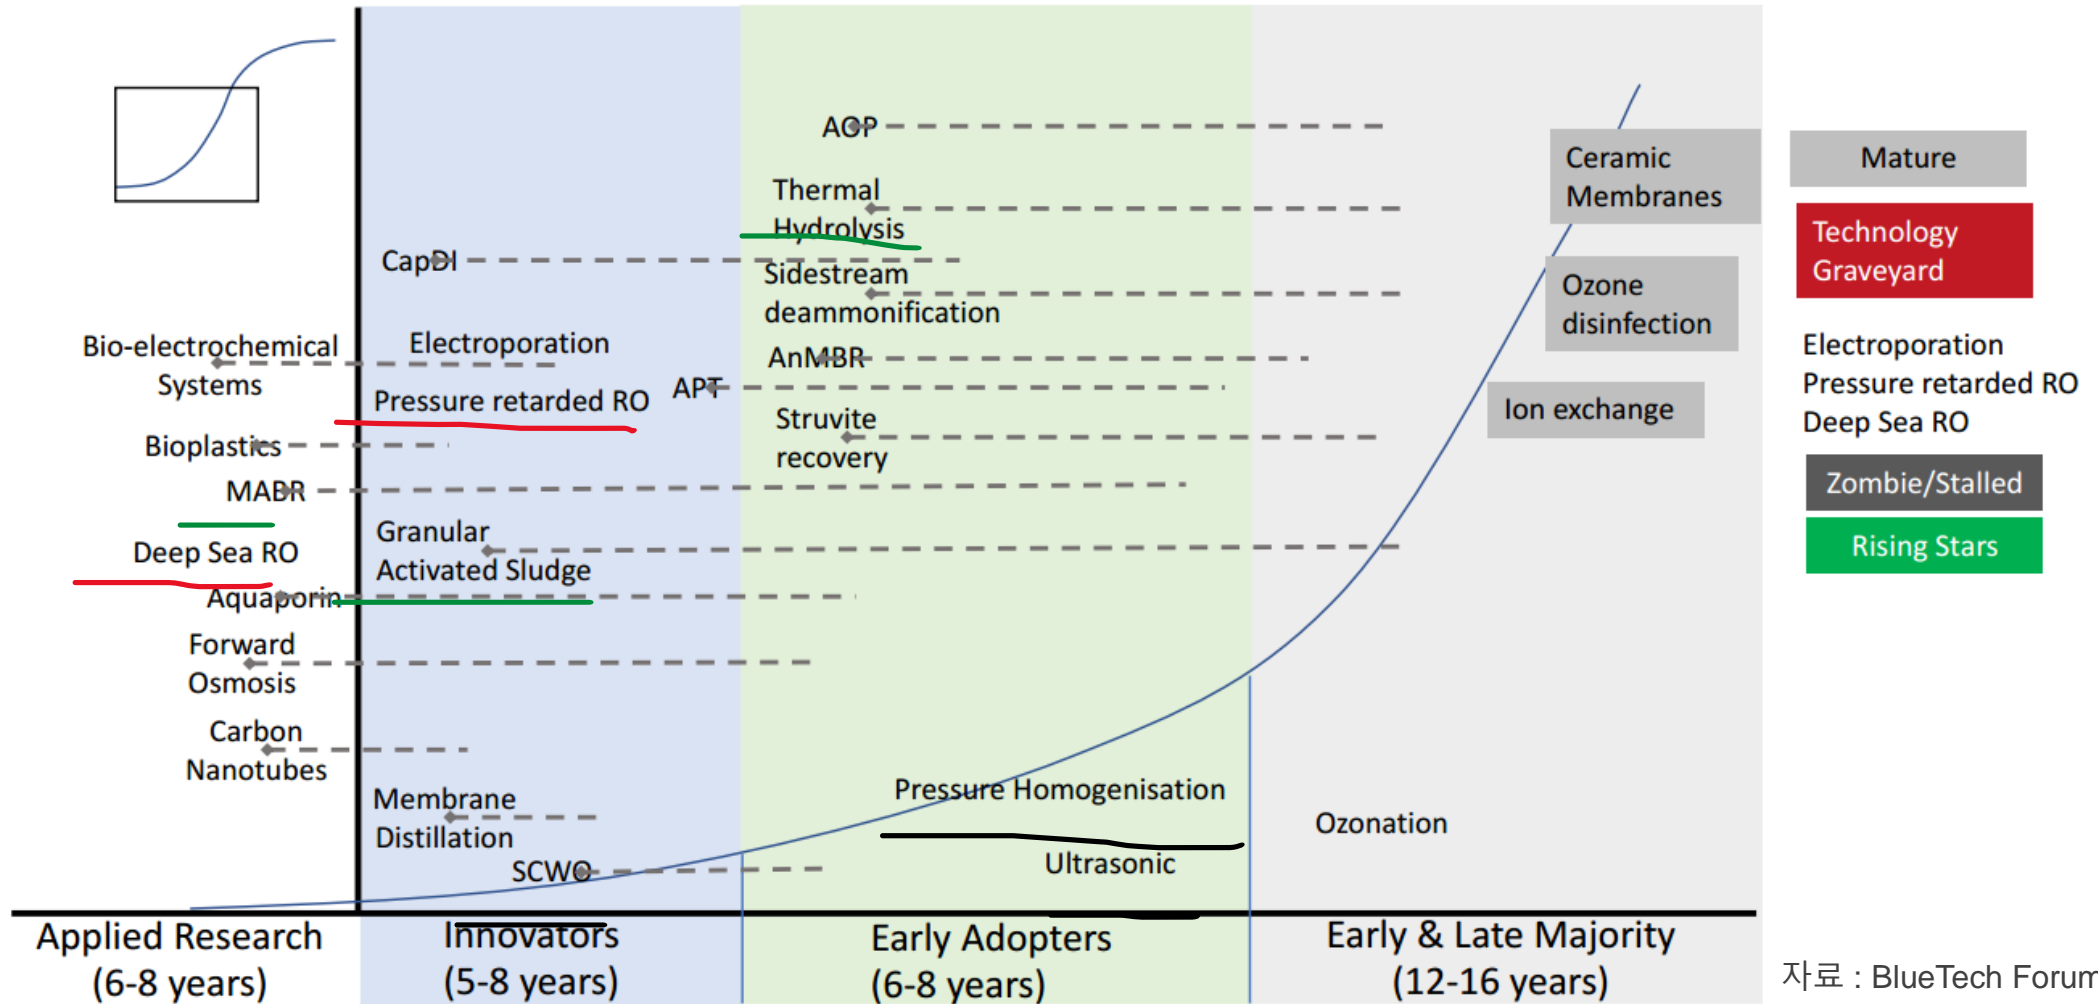 AOP
Thermal
Hydrolysis
CapDI
Sidestream
deammonification
Bio-electrochemical
Systems
Electroporation
AnMBR
Pressure retarded RO
APT
Struvite
recovery
Bioplastics
MABR
Granular
Activated Sludge
Deep Sea RO
Aquaporin
Forward
Osmosis
Carbon
Nanotubes
Membrane
Distillation
SCWO
Pressure Homogenisation
Ultrasonic
Ozonation
Ceramic
Membranes
Ozone
disinfection
Ion exchange
Mature
Technology
Graveyard
Electroporation
Pressure retarded RO
Deep Sea RO
Zombie/Stalled
Rising Stars
Applied Research
(6-8 years)
Innovators
(5-8 years)
Early Adopters
(6-8 years)
Early & Late Majority
(12-16 years)
자료 : BlueTech Forum